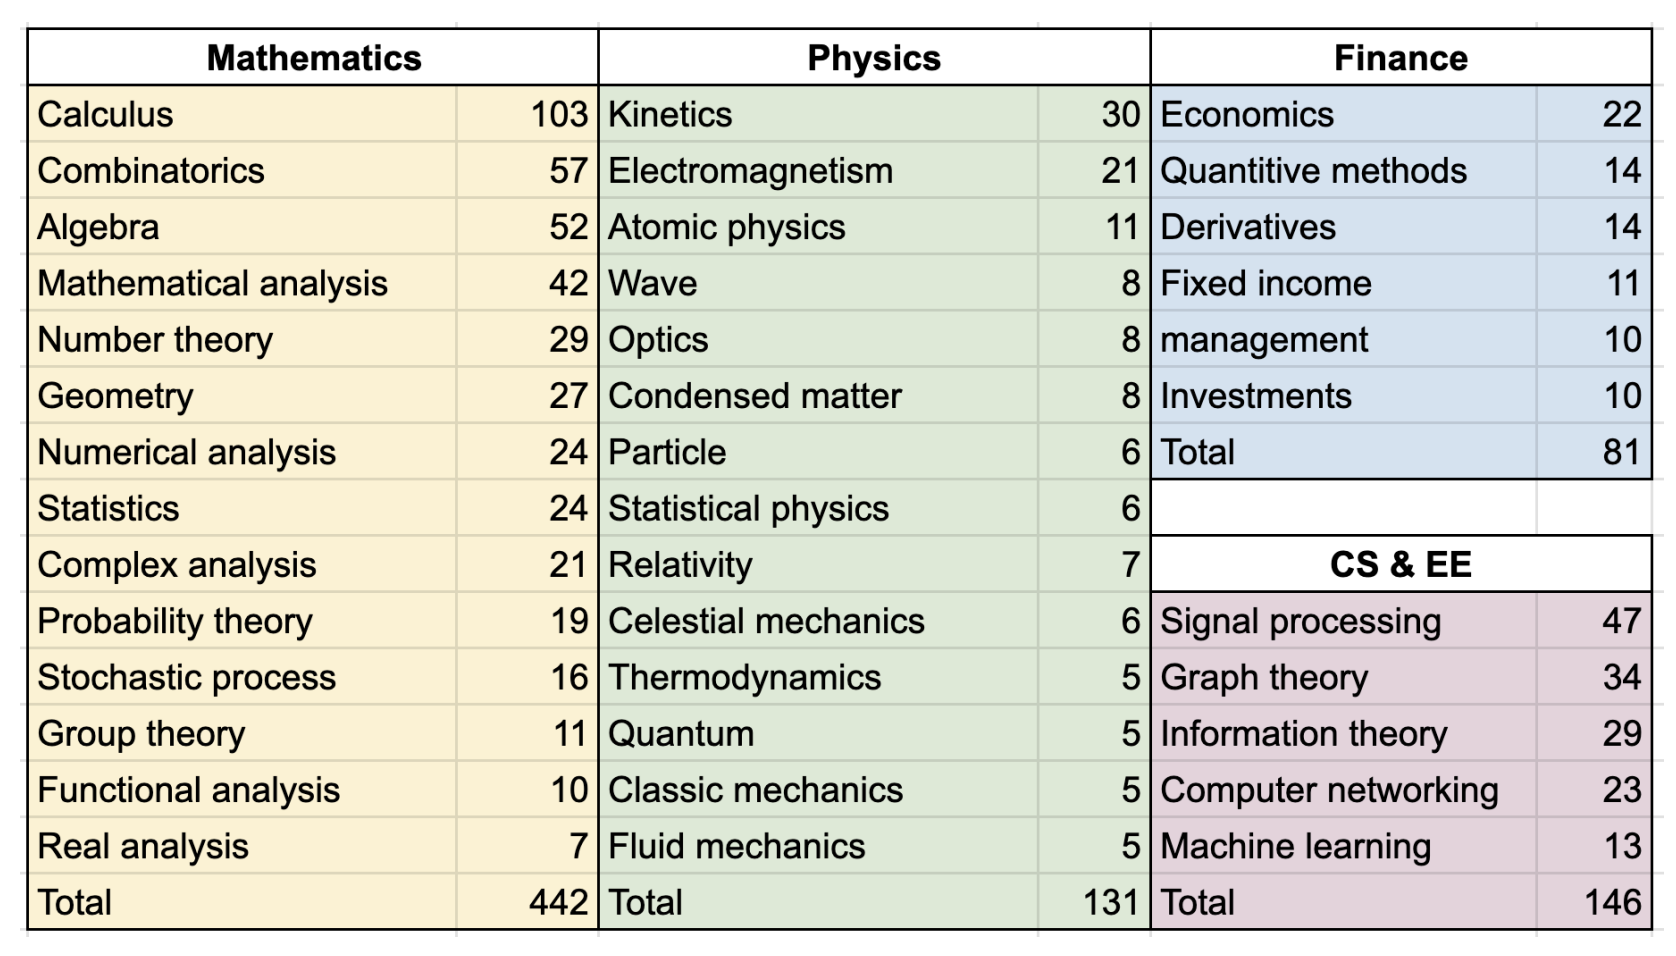 Mathematics Physics Finance
Calculus 103 Kinetics 30 Economics 22
Combinatorics 57 Electromagnetism 21 Quantitive methods 14
Algebra 52 Atomic physics 11 Derivatives 14
Mathematical analysis 42 Wave 8 Fixed income 11
Number theory 29 Optics 8 management 10
Geometry 27 Condensed matter 8 Investments 10
Numerical analysis 24 Particle 6 Total 81
Statistics 24 Statistical physics 6
Complex analysis 21 Relativity 7 CS & EE
Probability theory 19 Celestial mechanics 6 Signal processing 47
Stochastic process 16 Thermodynamics 5 Graph theory 34
Group theory 11 Quantum 5 Information theory 29
Functional analysis 10 Classic mechanics 5 Computer networking 23
Real analysis 7 Fluid mechanics 5 Machine learning 13
Total 442 Total 131 Total 146